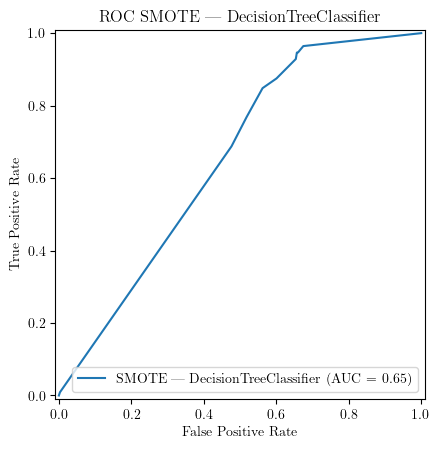 ROC SMOTE — DecisionTreeClassifier
1.0
0.8
0.6
0.4
0.2
0.0
True Positive Rate
SMOTE — DecisionTreeClassifier (AUC = 0.65)
0.0 0.2 0.4 0.6 0.8 1.0
False Positive Rate